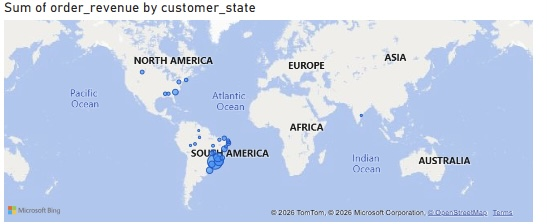 Sum of order_revenue by customer_state
NORTH AMERICA
EUROPE
ASIA
Pacific
Ocean
Atlantic
Ocean
AFRICA
SOUTH AMERICA
Indian
Ocean
AUSTRALIA
Microsoft Bing
© 2026 TomTom, © 2026 Microsoft Corporation, © OpenStreetMap Terms